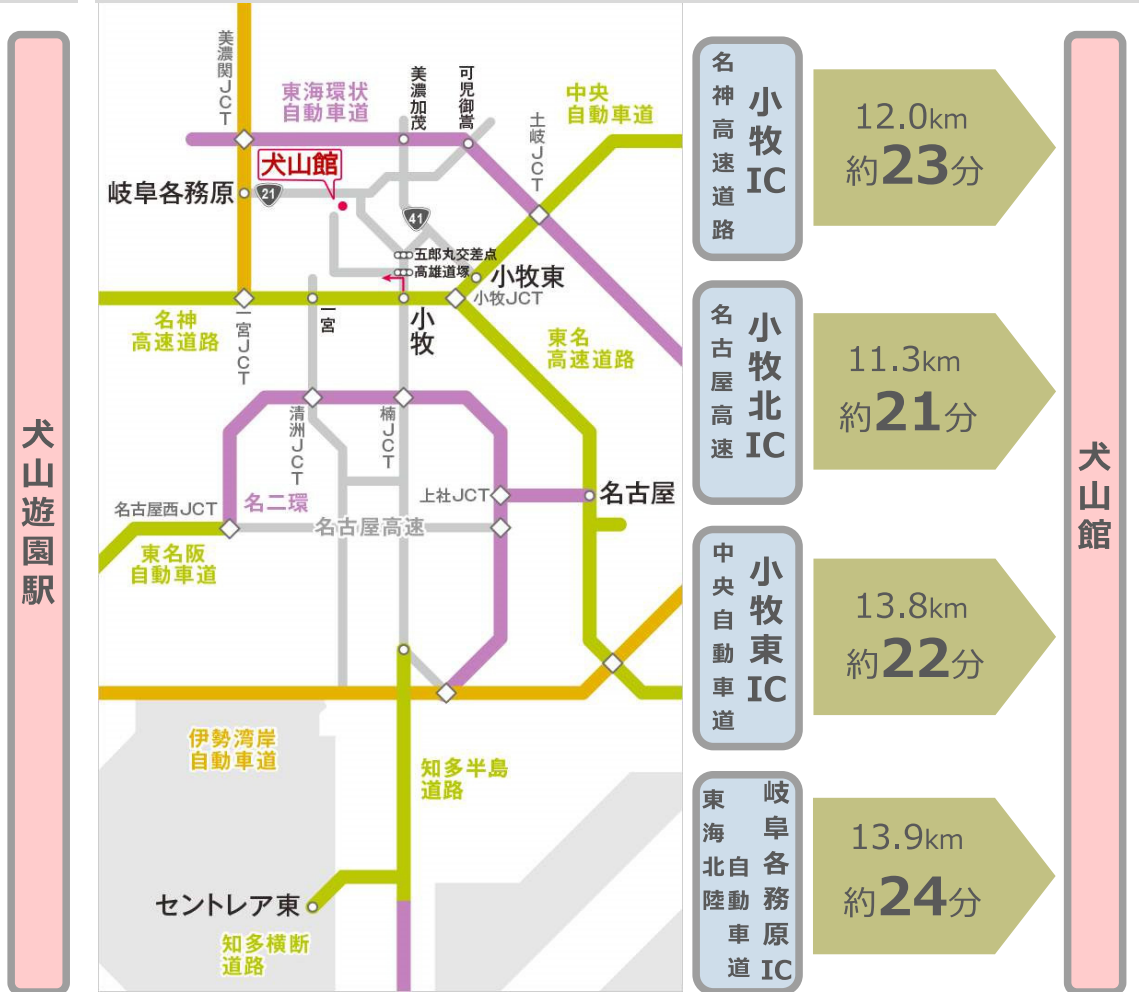 犬山遊園駅
美濃関JCT
東海環状
自動車道
美濃加茂
可児御嵩
中央
自動車道
土岐JCT
犬山館
岐阜各務原
21
41
五郎丸交差点
高雄道塚
小牧東
小牧JCT
名神
高速道路
一宮JCT
一宮
小牧
東名
高速道路
清洲JCT
楠JCT
名古屋西JCT
名二環
上社JCT
名古屋
名古屋高速
東名阪
自動車道
伊勢湾岸
自動車道
知多半島
道路
セントレア東
知多横断
道路
名神高速道路
小牧IC
12.0km
約23分
名古屋高速
小牧北IC
11.3km
約21分
中央自動車道
小牧東IC
13.8km
約22分
東海北陸
自動車道
岐阜各務原IC
13.9km
約24分
犬山館